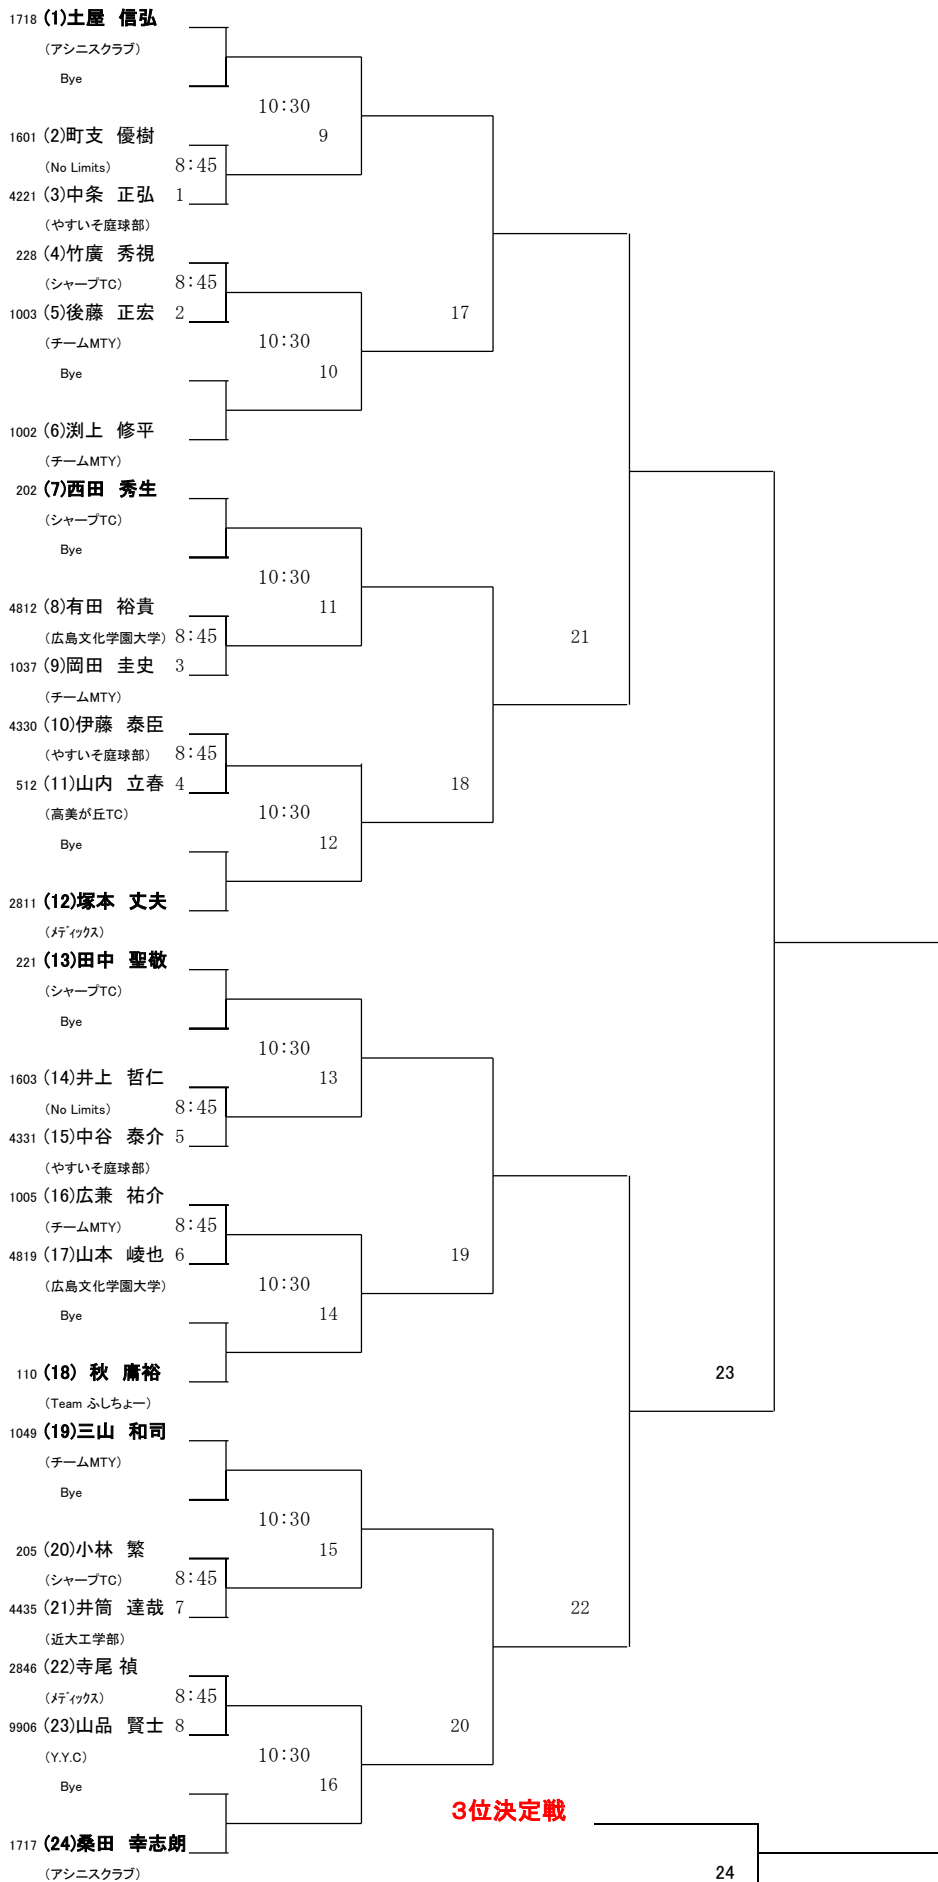 1718 (1)土屋 信弘
(アシニスクラブ)
Bye
10:30
1601 (2)町支 優樹
9
(No Limits) 8:45
4221 (3)中条 正弘 1
(やすいそ庭球部)
228 (4)竹廣 秀視
(シャープTC) 8:45
1003 (5)後藤 正宏 2
17
(チームMTY)
10:30
Bye
10
1002 (6)渕上 修平
(チームMTY)
202 (7)西田 秀生
(シャープTC)
Bye
10:30
4812 (8)有田 裕貴
11
(広島文化学園大学) 8:45
21
1037 (9)岡田 圭史 3
(チームMTY)
4330 (10)伊藤 泰臣
(やすいそ庭球部) 8:45
512 (11)山内 立春 4
18
(高美が丘TC)
10:30
Bye
12
2811 (12)塚本 丈夫
(メディックス)
221 (13)田中 聖敬
(シャープTC)
Bye
10:30
1603 (14)井上 哲仁
13
(No Limits) 8:45
4331 (15)中谷 泰介 5
(やすいそ庭球部)
1005 (16)広兼 祐介
(チームMTY) 8:45
4819 (17)山本 崚也 6
19
(広島文化学園大学)
10:30
Bye
14
110 (18) 秋 庸裕
23
(Team ふしちょー)
1049 (19)三山 和司
(チームMTY)
Bye
10:30
205 (20)小林 繁
15
(シャープTC) 8:45
4435 (21)井筒 達哉 7
22
(近大工学部)
2846 (22)寺尾 禎
(メディックス) 8:45
9906 (23)山品 賢士 8
20
(Y.Y.C)
10:30
Bye
16
3位決定戦
1717 (24)桑田 幸志朗
(アシニスクラブ)
24